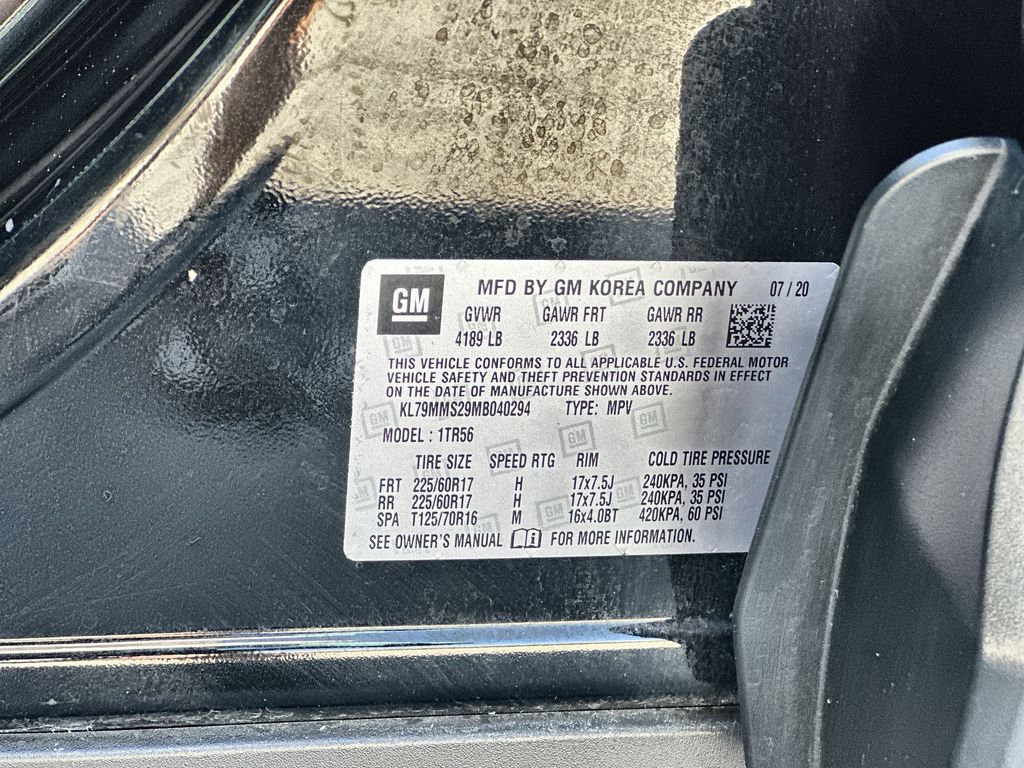 GM MFD BY GM KOREA COMPANY 07/20
GVWR GAWR FRT GAWR RR
4189 LB 2336 LB 2336 LB
THIS VEHICLE CONFORMS TO ALL APPLICABLE U.S. FEDERAL MOTOR
VEHICLE SAFETY AND THEFT PREVENTION STANDARDS IN EFFECT
ON THE DATE OF MANUFACTURE SHOWN ABOVE.
KL79MMS29MB040294 TYPE: MPV
MODEL : 1TR56
TIRE SIZE SPEED RTG RIM COLD TIRE PRESSURE
FRT 225/60R17 H 17x7.5J 240KPA, 35 PSI
RR 225/60R17 H 17x7.5J 240KPA, 35 PSI
SPA T125/70R16 M 16x4.0BT 420KPA, 60 PSI
SEE OWNER'S MANUAL FOR MORE INFORMATION.